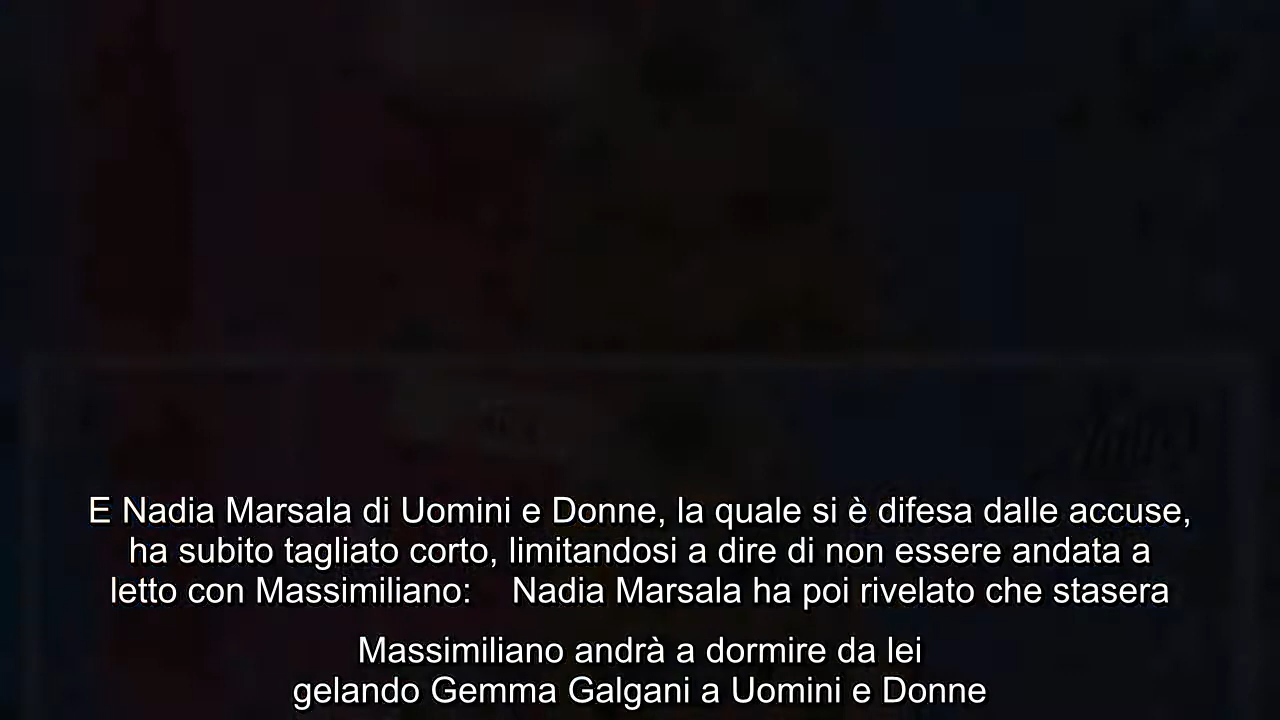 E Nadia Marsala di Uomini e Donne, la quale si è difesa dalle accuse,
ha subito tagliato corto, limitandosi a dire di non essere andata a
letto con Massimiliano:    Nadia Marsala ha poi rivelato che stasera
Massimiliano andrà a dormire da lei
gelando Gemma Galgani a Uomini e Donne